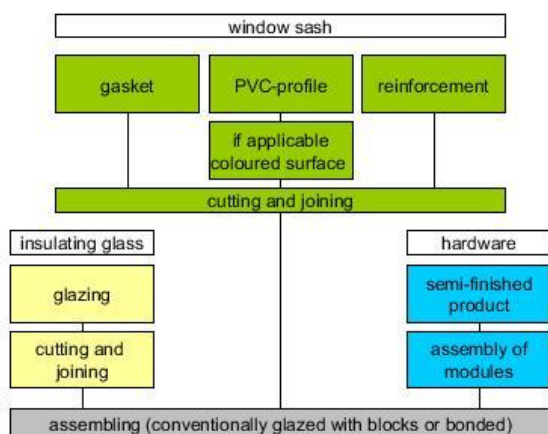 window sash
gasket
PVC-profile
reinforcement
if applicable
coloured surface
cutting and joining
insulating glass
hardware
glazing
semi-finished
product
cutting and
joining
assembly of
modules
assembling (conventionally glazed with blocks or bonded)